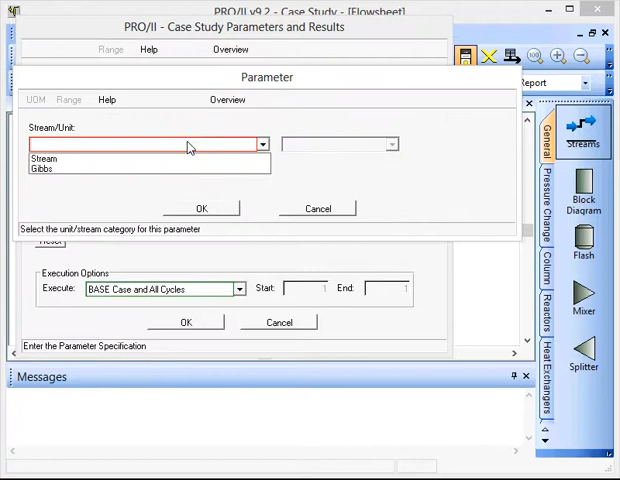 PRO/II v9.2 - Case Study - [Flowsheet]
PRO/II - Case Study Parameters and Results
Range Help Overview
Parameter
UOM Range Help Overview
Stream/Unit:
Stream
Gibbs
OK Cancel
Select the unit/stream category for this parameter
Reset
Execution Options
Execute: BASE Case and All Cycles Start: 1 End: 1
OK Cancel
Enter the Parameter Specification
Messages
Report
General
Pressure Change
Column
Reactors
Heat Exchangers
Streams
Block
Diagram
Flash
Mixer
Splitter